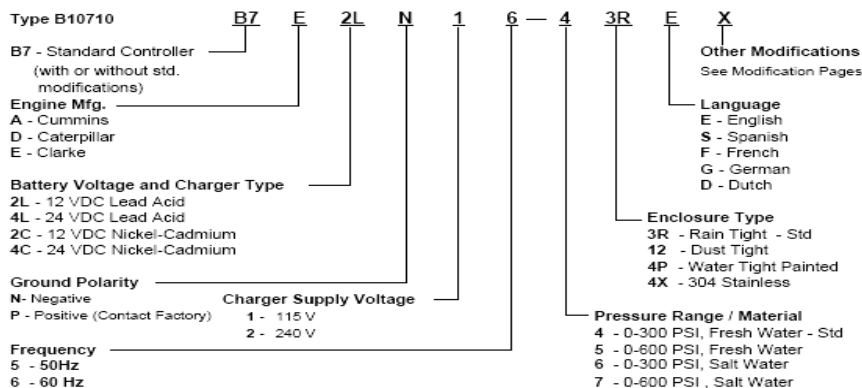 Type B10710 B7 E 2L N 1 6 — 4 3R E X
B7 - Standard Controller
(with or without std.
modifications)
Engine Mfg.
A - Cummins
D - Caterpillar
E - Clarke
Battery Voltage and Charger Type
2L - 12 VDC Lead Acid
4L - 24 VDC Lead Acid
2C - 12 VDC Nickel-Cadmium
4C - 24 VDC Nickel-Cadmium
Ground Polarity
N- Negative
P - Positive (Contact Factory)
Charger Supply Voltage
1 - 115 V
2 - 240 V
Frequency
5 - 50Hz
6 - 60 Hz
Other Modifications
See Modification Pages
Language
E - English
S - Spanish
F - French
G - German
D - Dutch
Enclosure Type
3R - Rain Tight - Std
12 - Dust Tight
4P - Water Tight Painted
4X - 304 Stainless
Pressure Range / Material
4 - 0-300 PSI, Fresh Water - Std
5 - 0-600 PSI, Fresh Water
6 - 0-300 PSI, Salt Water
7 - 0-600 PSI , Salt Water